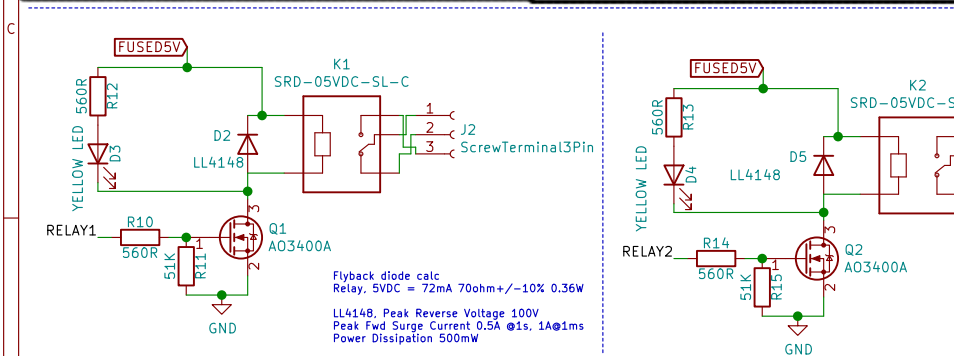 C
FUSED5V
560R
R12
K1
SRD-05VDC-SL-C
YELLOW LED
D3
D2
LL4148
1
2
3
J2
ScrewTerminal3Pin
RELAY1
R10
560R
1
51K
R11
3
2
Q1
AO3400A
GND
Flyback diode calc
Relay, 5VDC = 72mA 70ohm+/-10% 0.36W
LL4148, Peak Reverse Voltage 100V
Peak Fwd Surge Current 0.5A @1s, 1A@1ms
Power Dissipation 500mW
FUSED5V
560R
R13
K2
SRD-05VDC-S
YELLOW LED
D4
D5
LL4148
RELAY2
R14
560R
1
51K
R15
3
2
Q2
AO3400A
GND